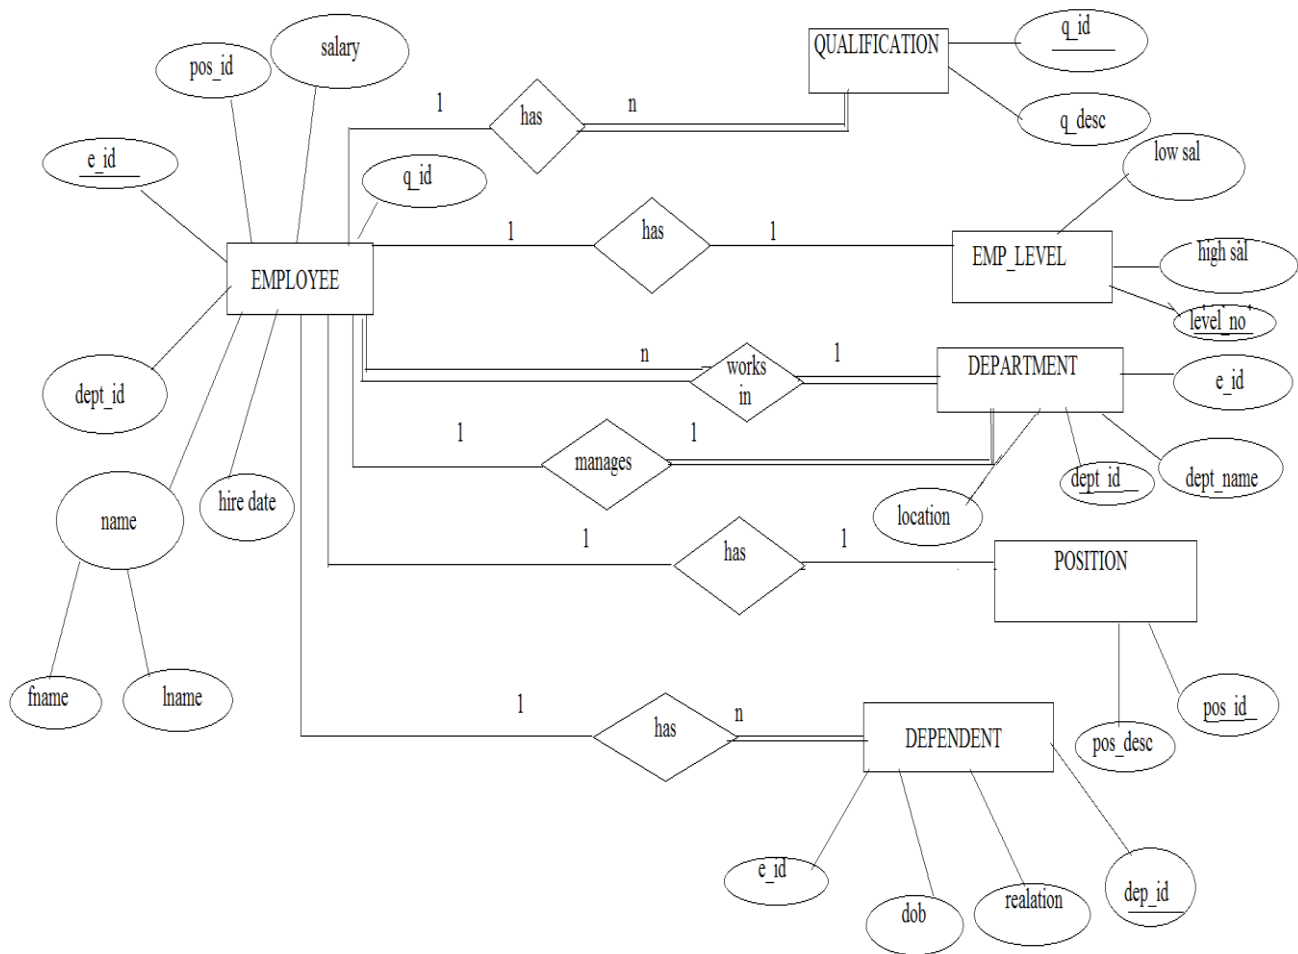 salary
pos_id
QUALIFICATION
q_id
1
has
n
q_desc
e_id
q_id
low sal
1
has
1
EMP_LEVEL
high sal
EMPLOYEE
level_no
n
works
in
1
DEPARTMENT
e_id
dept_id
1
manages
1
dept_id
dept_name
name
hire date
location
1
has
1
POSITION
fname
lname
1
has
n
DEPENDENT
pos_desc
pos_id
e_id
dob
realation
dep_id